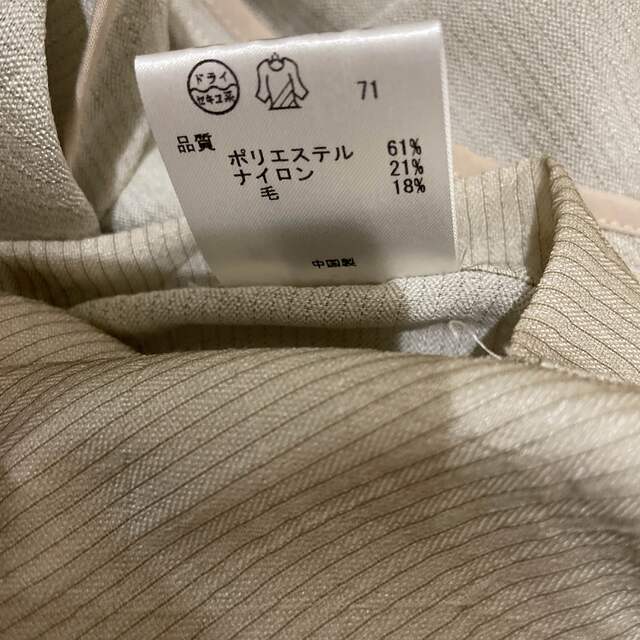 ドライ
セキユ系
71
品質
ポリエステル 61%
ナイロン 21%
毛 18%
中国製